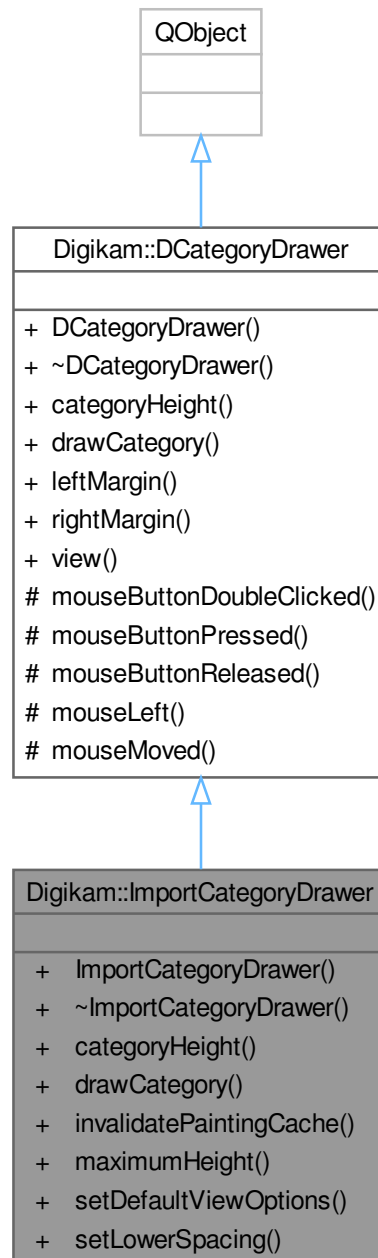 QObject
Digikam::DCategoryDrawer
+ DCategoryDrawer()
+ ~DCategoryDrawer()
+ categoryHeight()
+ drawCategory()
+ leftMargin()
+ rightMargin()
+ view()
# mouseButtonDoubleClicked()
# mouseButtonPressed()
# mouseButtonReleased()
# mouseLeft()
# mouseMoved()
Digikam::ImportCategoryDrawer
+ ImportCategoryDrawer()
+ ~ImportCategoryDrawer()
+ categoryHeight()
+ drawCategory()
+ invalidatePaintingCache()
+ maximumHeight()
+ setDefaultViewOptions()
+ setLowerSpacing()